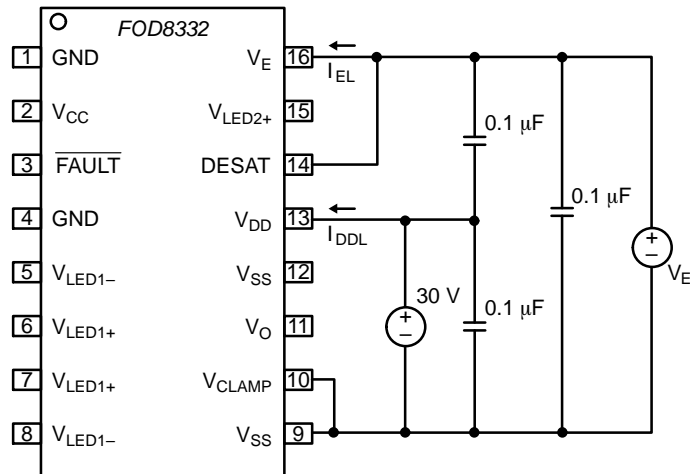 FOD8332
1 GND VE 16
IEL
2 VCC VLED2+ 15
0.1 μF
3 FAULT DESAT 14
0.1 μF
4 GND VDD 13
IDDL
+
–
VE
5 VLED1– VSS 12
30 V
+
–
0.1 μF
6 VLED1+ VO 11
7 VLED1+ VCLAMP 10
8 VLED1– VSS 9